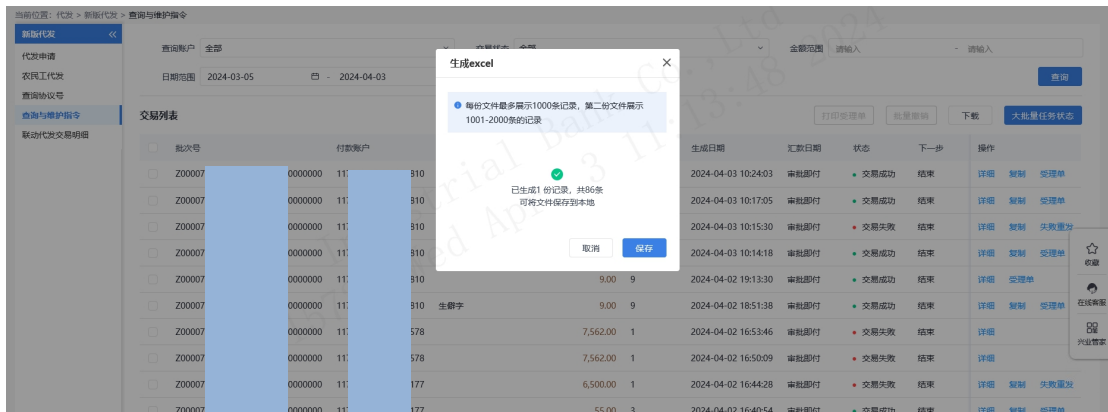 当前位置：代发 > 新版代发 > 查询与维护指令
新版代发 《
代发申请
农民工代发
查询协议号
查询与维护指令
联动代发交易明细
查询账户 全部 交易状态 全部 金额范围 请输入 - 请输入
日期范围 2024-03-05 - 2024-04-03 查询
交易列表 打印受理单 批量撤销 下载 大批量任务状态
生成excel
每份文件最多展示1000条记录，第二份文件展示
1001-2000条的记录
已生成1 份记录，共86条
可将文件保存到本地
取消 保存
批次号 付款账户 生成日期 汇款日期 状态 下一步 操作
Z00007 0000000 117 810 2024-04-03 10:24:03 审批即付 交易成功 结束 详细 复制 受理单
Z00007 0000000 117 810 2024-04-03 10:17:05 审批即付 交易成功 结束 详细 复制 受理单
Z00007 0000000 117 810 2024-04-03 10:15:30 审批即付 交易失败 结束 详细 复制 失败重发
Z00007 0000000 117 810 2024-04-03 10:14:18 审批即付 交易成功 结束 详细 复制 受理单
Z00007 0000000 117 810 9.00 9 2024-04-02 19:13:30 审批即付 交易成功 结束 详细 受理单
Z00007 0000000 117 810 生僻字 9.00 9 2024-04-02 18:51:38 审批即付 交易成功 结束 详细 复制 受理单
Z00007 0000000 117 578 7,562.00 1 2024-04-02 16:53:46 审批即付 交易失败 结束 详细
Z00007 0000000 117 578 7,562.00 1 2024-04-02 16:50:09 审批即付 交易失败 结束 详细
Z00007 0000000 117 177 6,500.00 1 2024-04-02 16:44:28 审批即付 交易失败 结束 详细 复制 失败重发
Z00007 0000000 117 177 55.00 3 2024-04-02 16:40:54 审批即付 交易成功 结束 详细 复制 受理单
收藏
在线客服
兴业管家